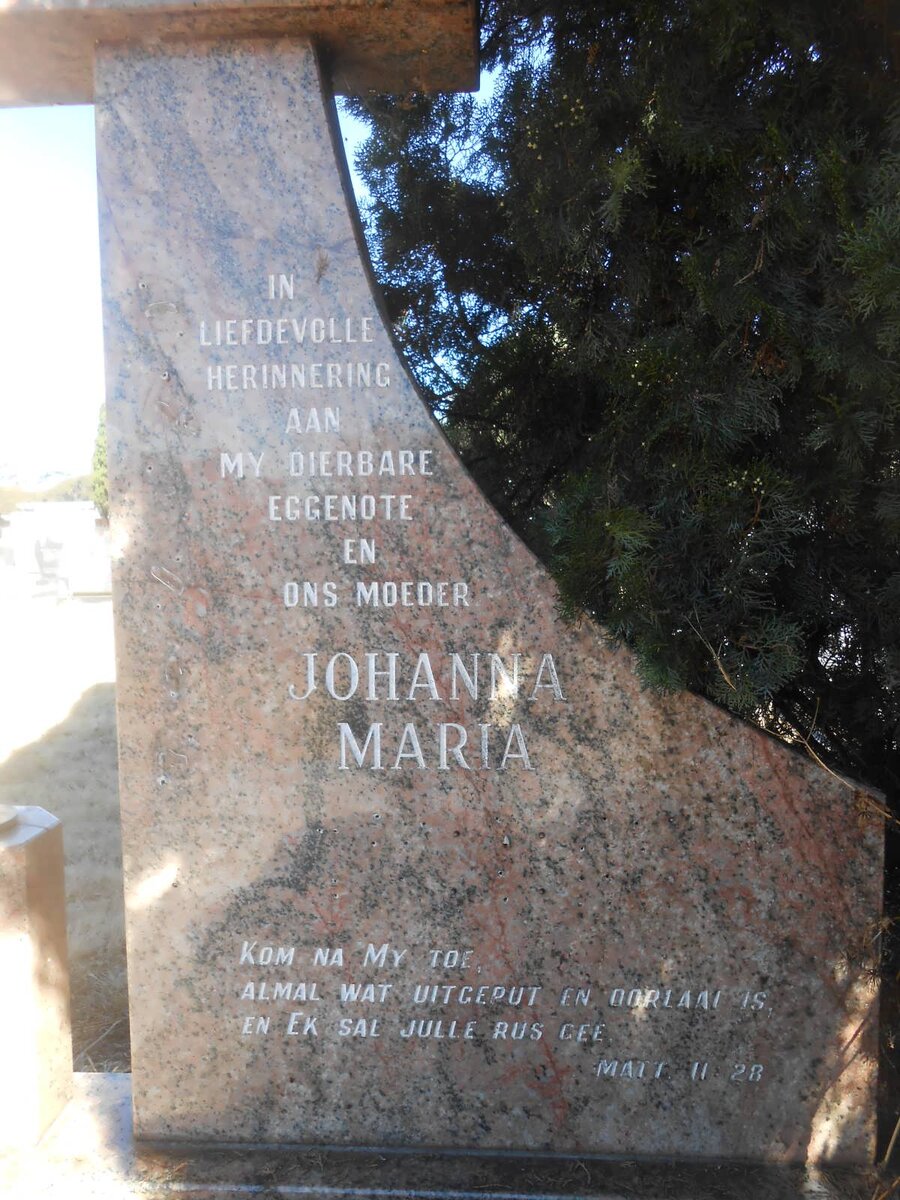 IN
LIEFDEVOLLE
HERINNERING
AAN
MY DIERBARE
EGGENOTE
EN
ONS MOEDER
JOHANNA
MARIA
KOM NA MY TOE,
ALMAL WAT UITGEPUT EN OORLAAI IS,
EN EK SAL JULLE RUS GEE.
MATT. 11 28